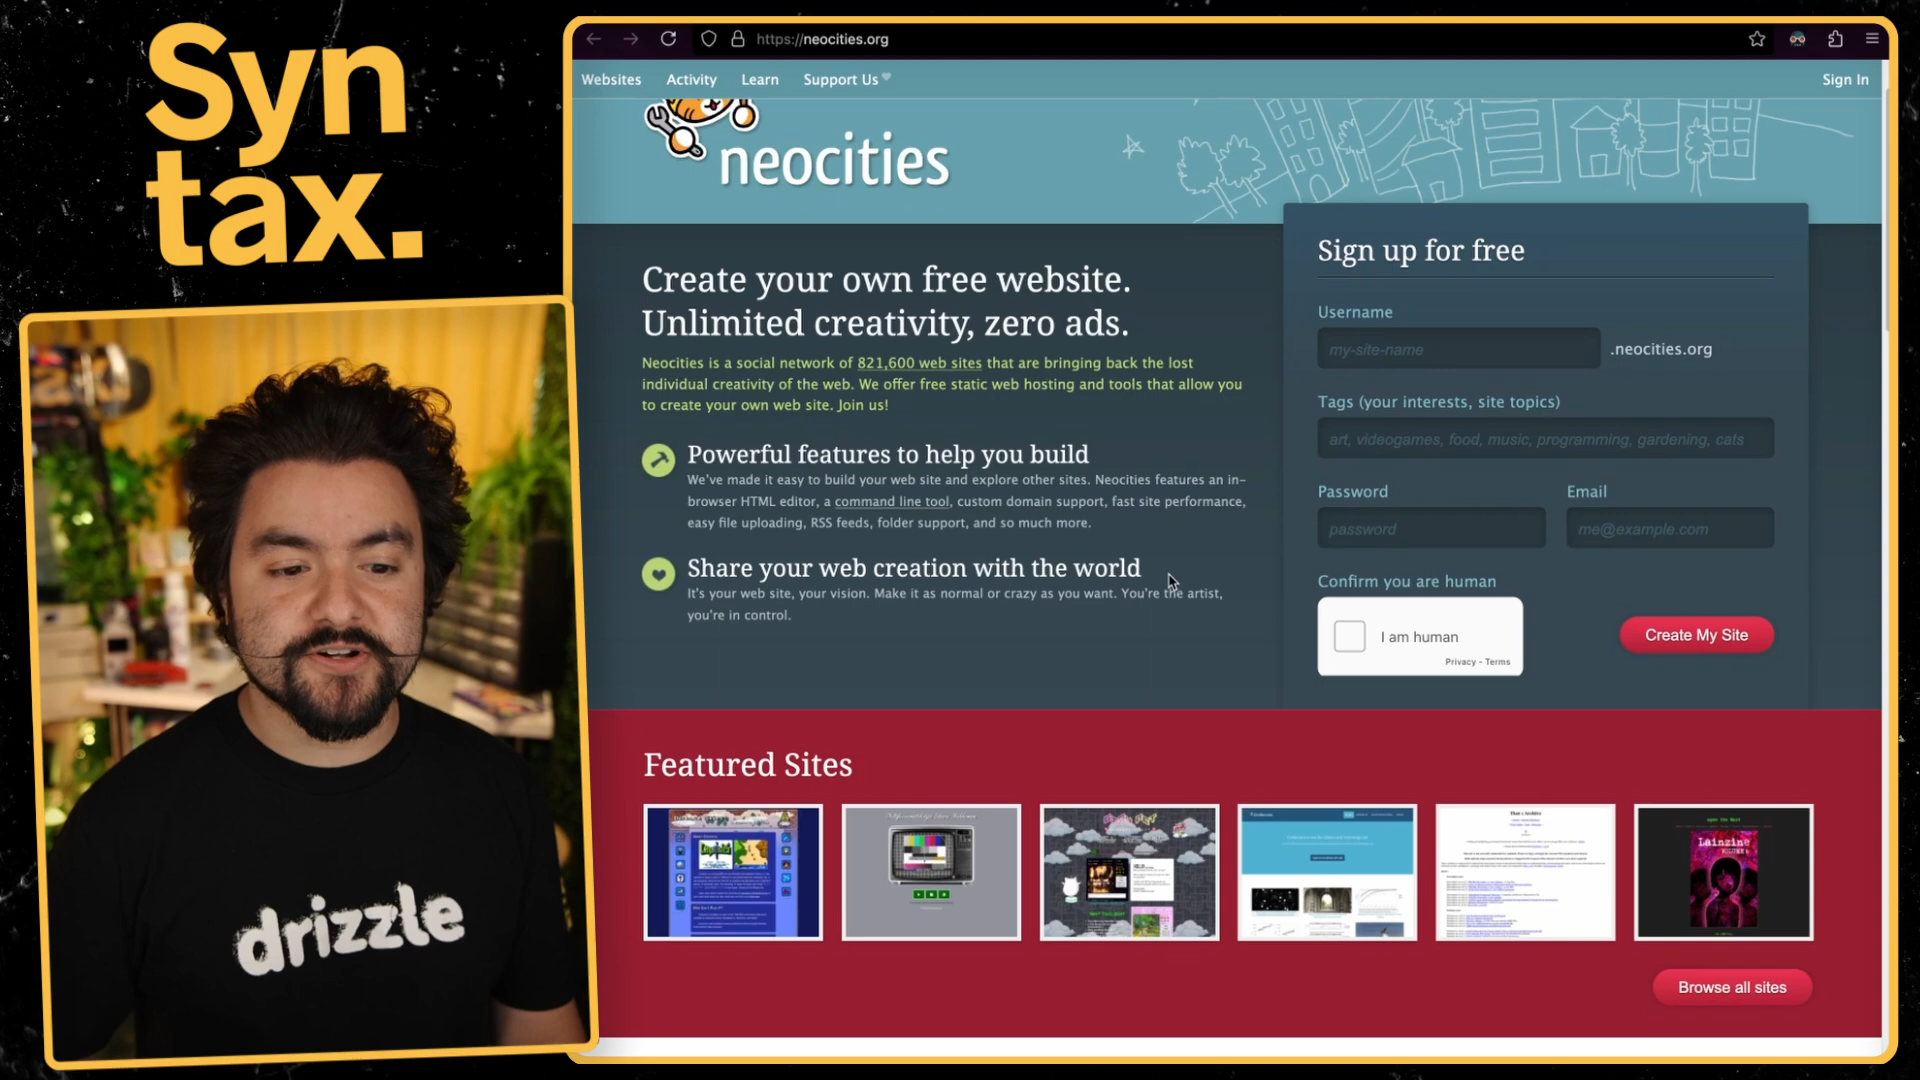 Syn
tax.
https://neocities.org
Websites
Activity
Learn
Support Us
Sign In
neocities
Create your own free website.
Unlimited creativity, zero ads.
Neocities is a social network of 821,600 web sites that are bringing back the lost
individual creativity of the web. We offer free static web hosting and tools that allow you
to create your own web site. Join us!
Powerful features to help you build
We've made it easy to build your web site and explore other sites. Neocities features an in-
browser HTML editor, a command line tool, custom domain support, fast site performance,
easy file uploading, RSS feeds, folder support, and so much more.
Share your web creation with the world
It's your web site, your vision. Make it as normal or crazy as you want. You're the artist,
you're in control.
Sign up for free
Username
my-site-name
.neocities.org
Tags (your interests, site topics)
art, videogames, food, music, programming, gardening, cats
Password
Email
password
me@example.com
Confirm you are human
I am human
Privacy - Terms
Create My Site
Featured Sites
Lainzine
Browse all sites
drizzle